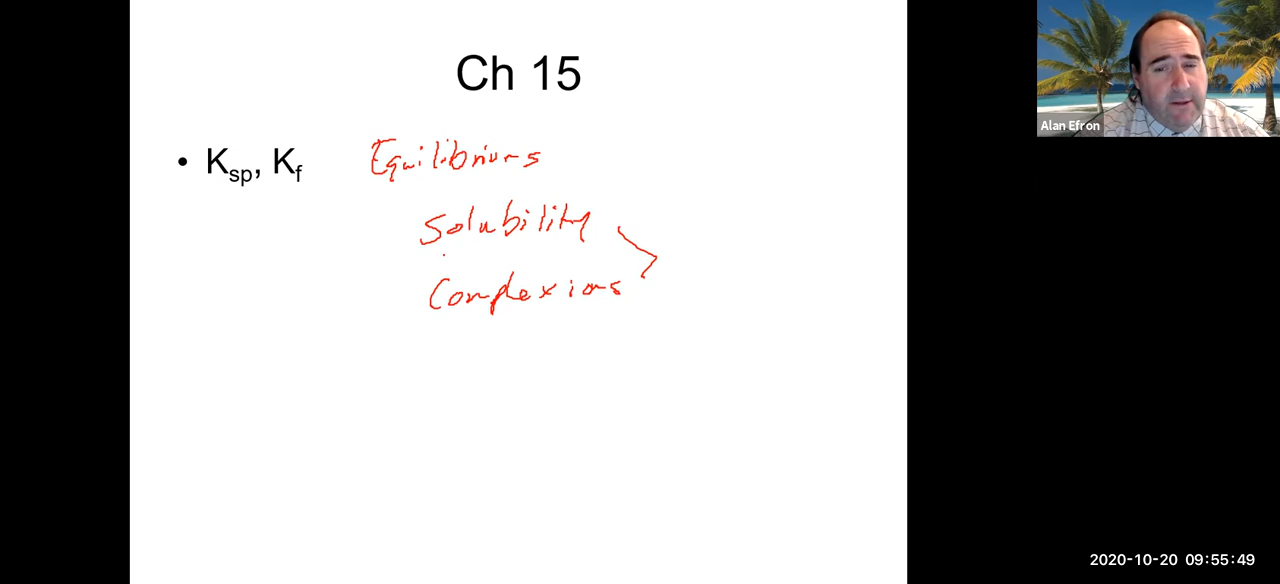 Ch 15
• Ksp, Kf Equilibriums
Solubility
Complexions
Alan Efron
2020-10-20 09:55:49